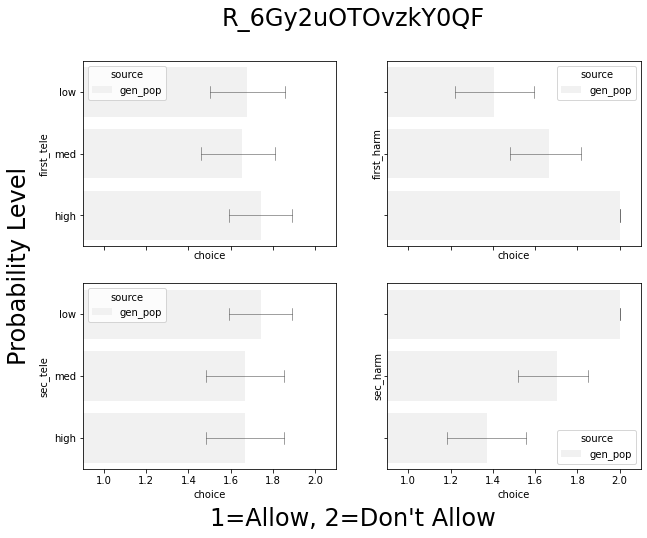 R_6Gy2uOTOvzkY0QF
source
gen_pop
low
med
high
first_tele
choice
source
gen_pop
first_harm
choice
Probability Level
source
gen_pop
low
med
high
sec_tele
1.0 1.2 1.4 1.6 1.8 2.0
choice
sec_harm
source
gen_pop
1.0 1.2 1.4 1.6 1.8 2.0
choice
1=Allow, 2=Don't Allow